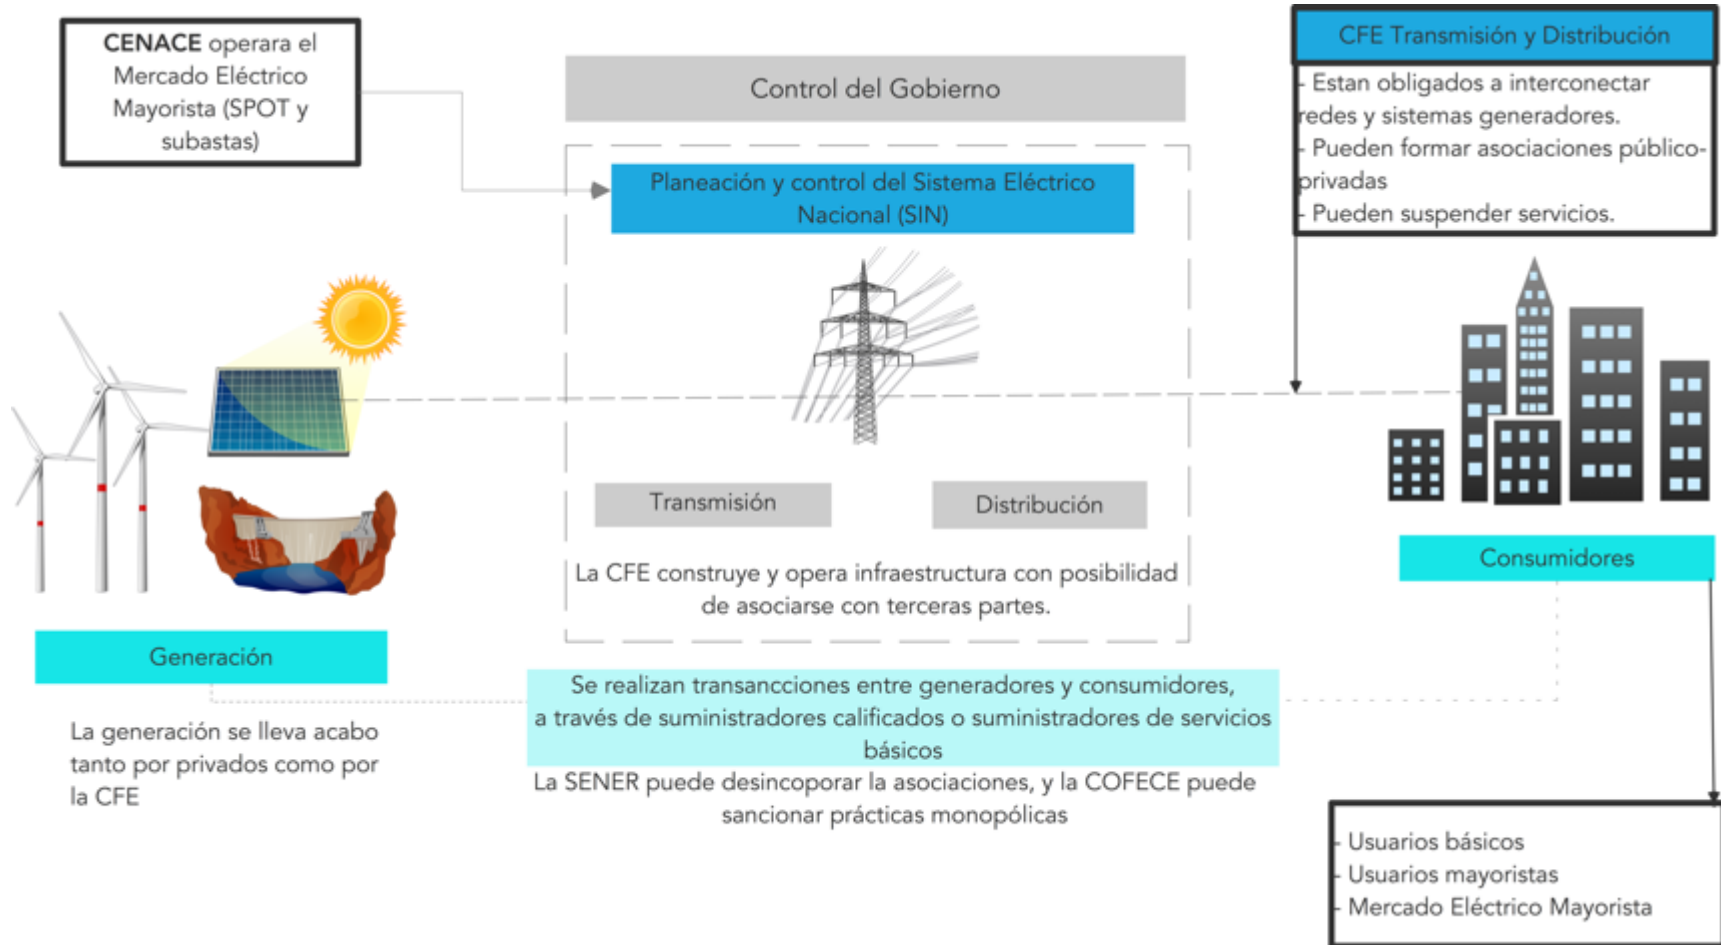 CENACE operara el
Mercado Eléctrico
Mayorista (SPOT y
subastas)
Control del Gobierno
CFE Transmisión y Distribución
- Estan obligados a interconectar
redes y sistemas generadores.
- Pueden formar asociaciones público-
privadas
- Pueden suspender servicios.
Planeación y control del Sistema Eléctrico
Nacional (SIN)
Transmisión
Distribución
La CFE construye y opera infraestructura con posibilidad
de asociarse con terceras partes.
Consumidores
Generación
La generación se lleva acabo
tanto por privados como por
la CFE
Se realizan transancciones entre generadores y consumidores,
a través de suministradores calificados o suministradores de servicios
básicos
La SENER puede desincoporar la asociaciones, y la COFECE puede
sancionar prácticas monopólicas
- Usuarios básicos
- Usuarios mayoristas
- Mercado Eléctrico Mayorista